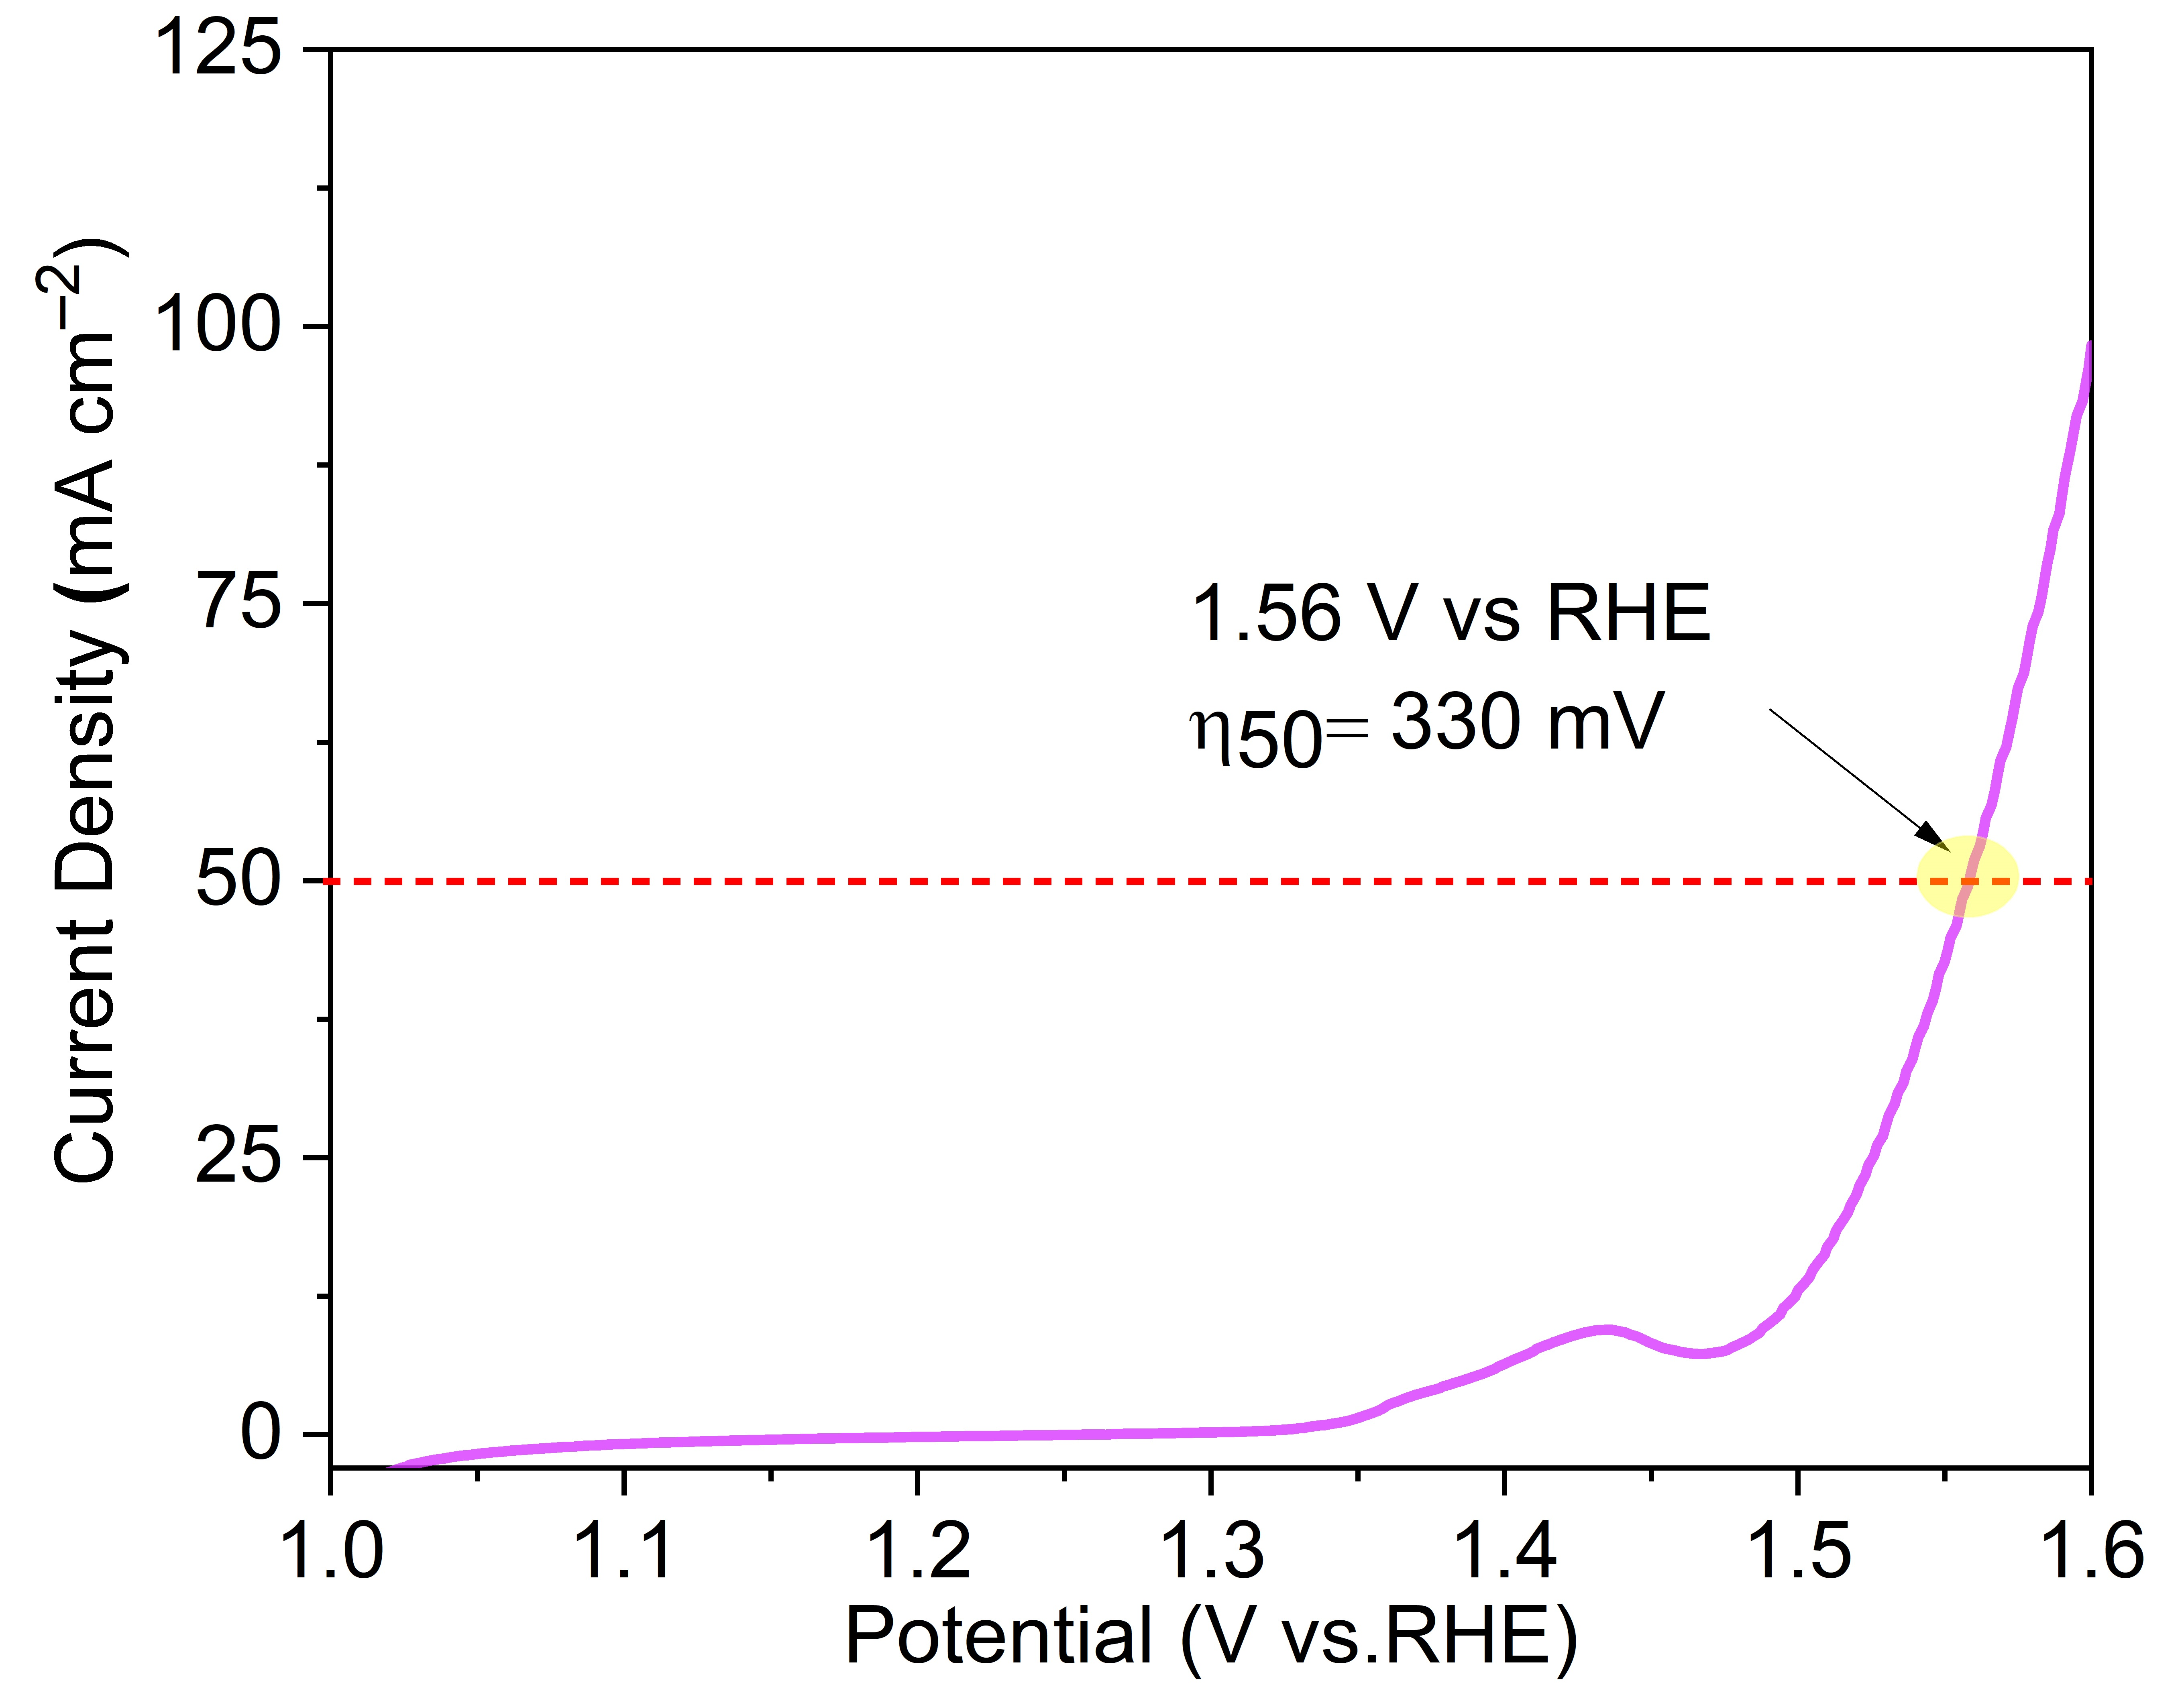 125
100
75
50
25
0
Current Density (mA cm⁻²)
1.56 V vs RHE
η50= 330 mV
1.0 1.1 1.2 1.3 1.4 1.5 1.6
Potential (V vs.RHE)